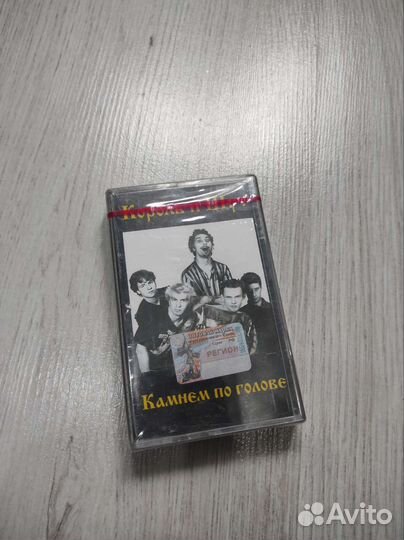 Король и Шут
РЕГИОН
Камнем по голове
Avito